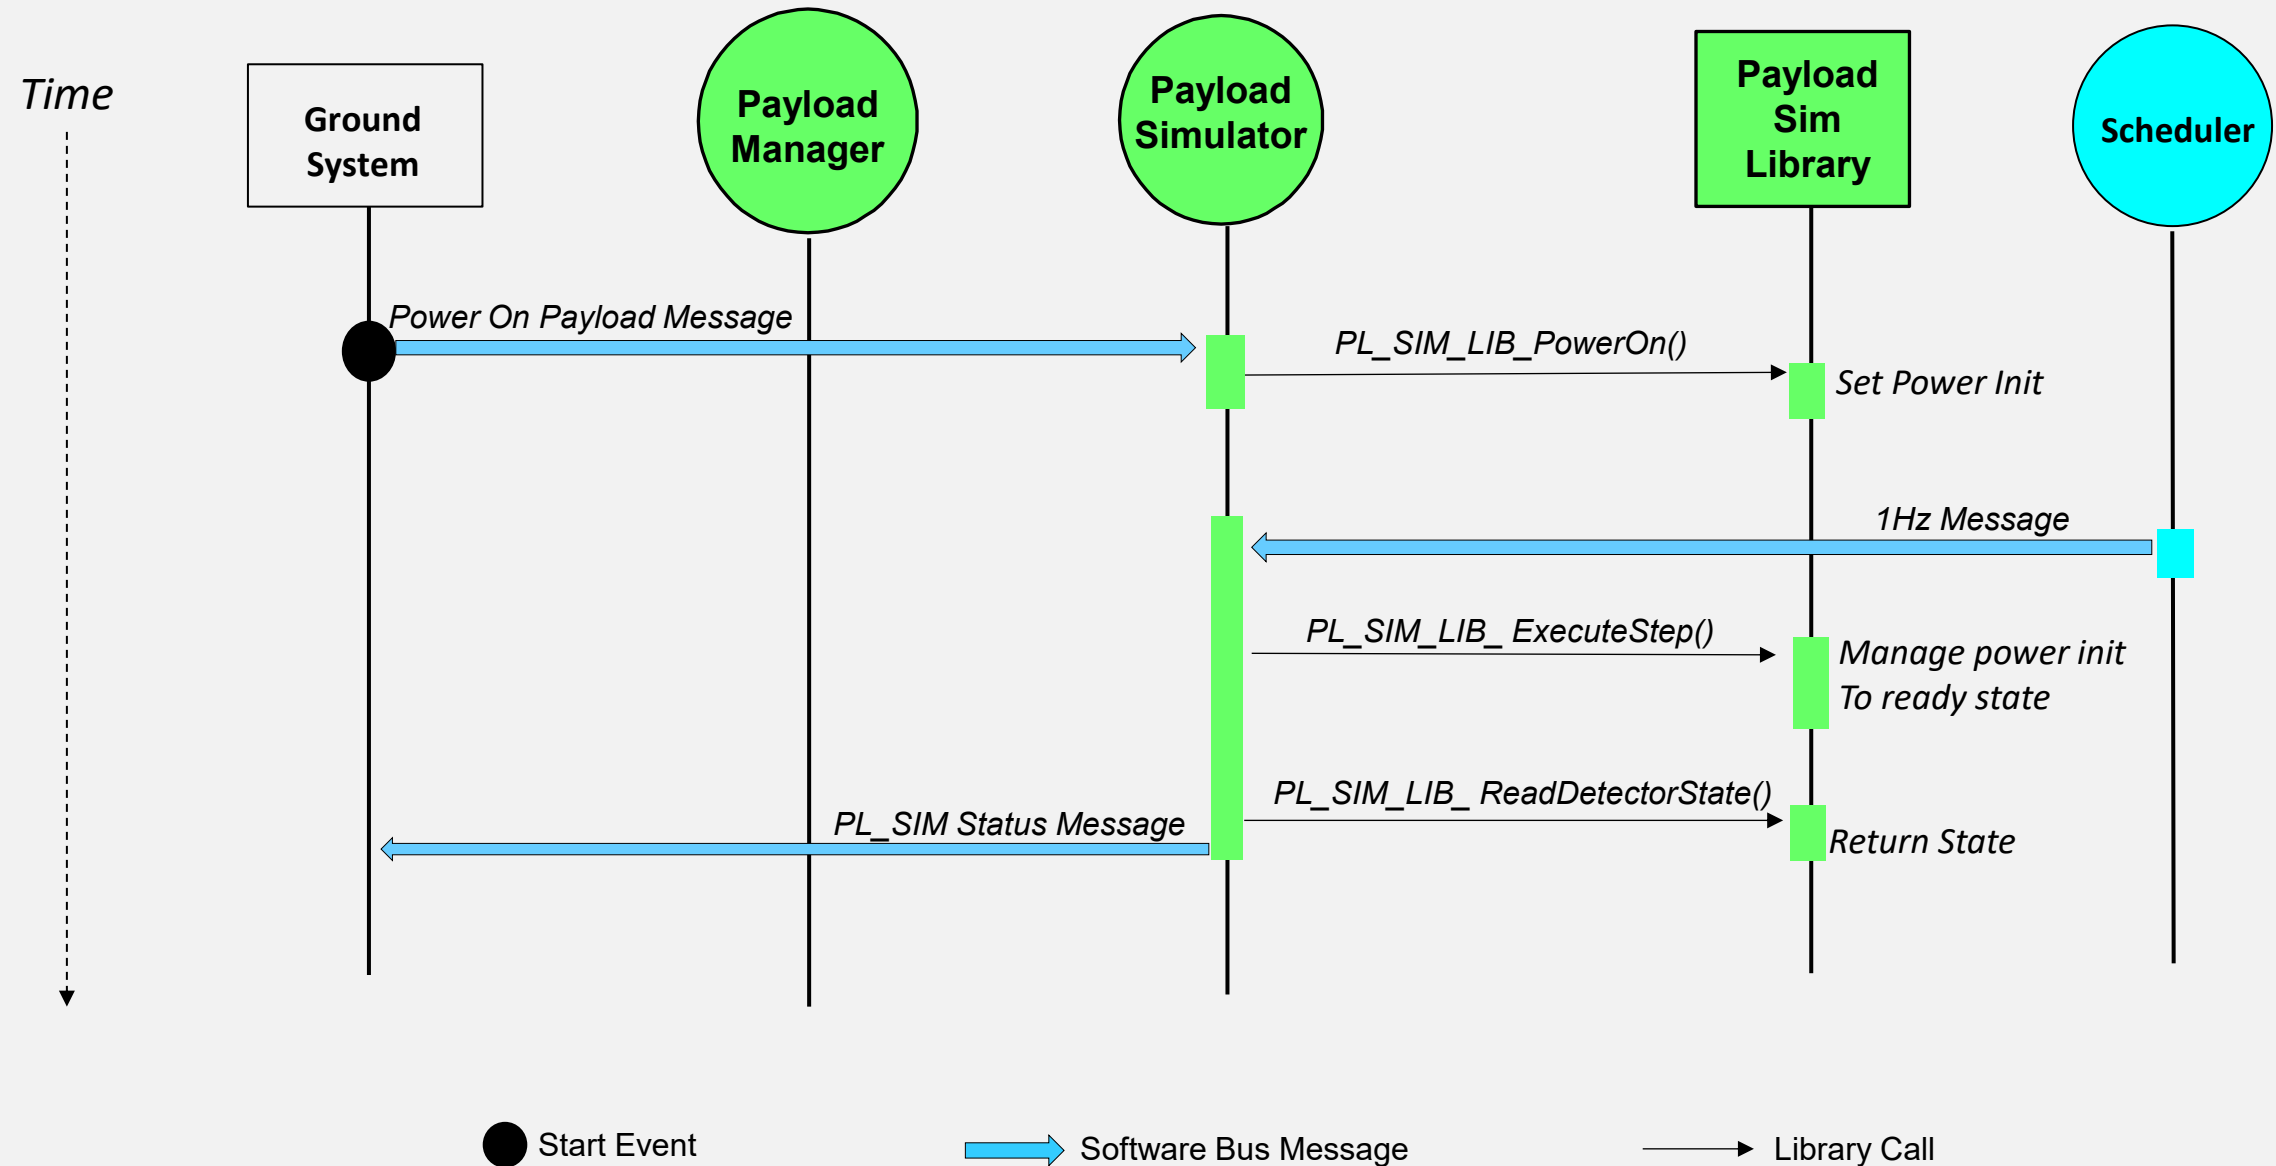 Time
Ground
System
Payload
Manager
Payload
Simulator
Payload
Sim
Library
Scheduler
Power On Payload Message
PL_SIM_LIB_PowerOn()
Set Power Init
1Hz Message
PL_SIM_LIB_ ExecuteStep()
Manage power init
To ready state
PL_SIM_LIB_ ReadDetectorState()
PL_SIM Status Message
Return State
Start Event
Software Bus Message
Library Call